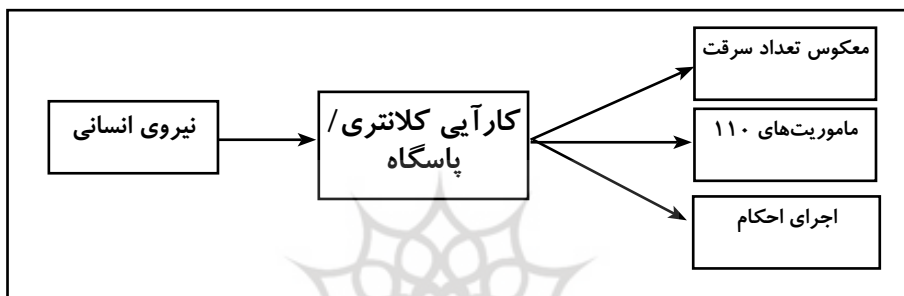 نیروی انسانی
کارآیی کلانتری/
پاسگاه
معکوس تعداد سرقت
ماموریت‌های ۱۱۰
اجرای احکام